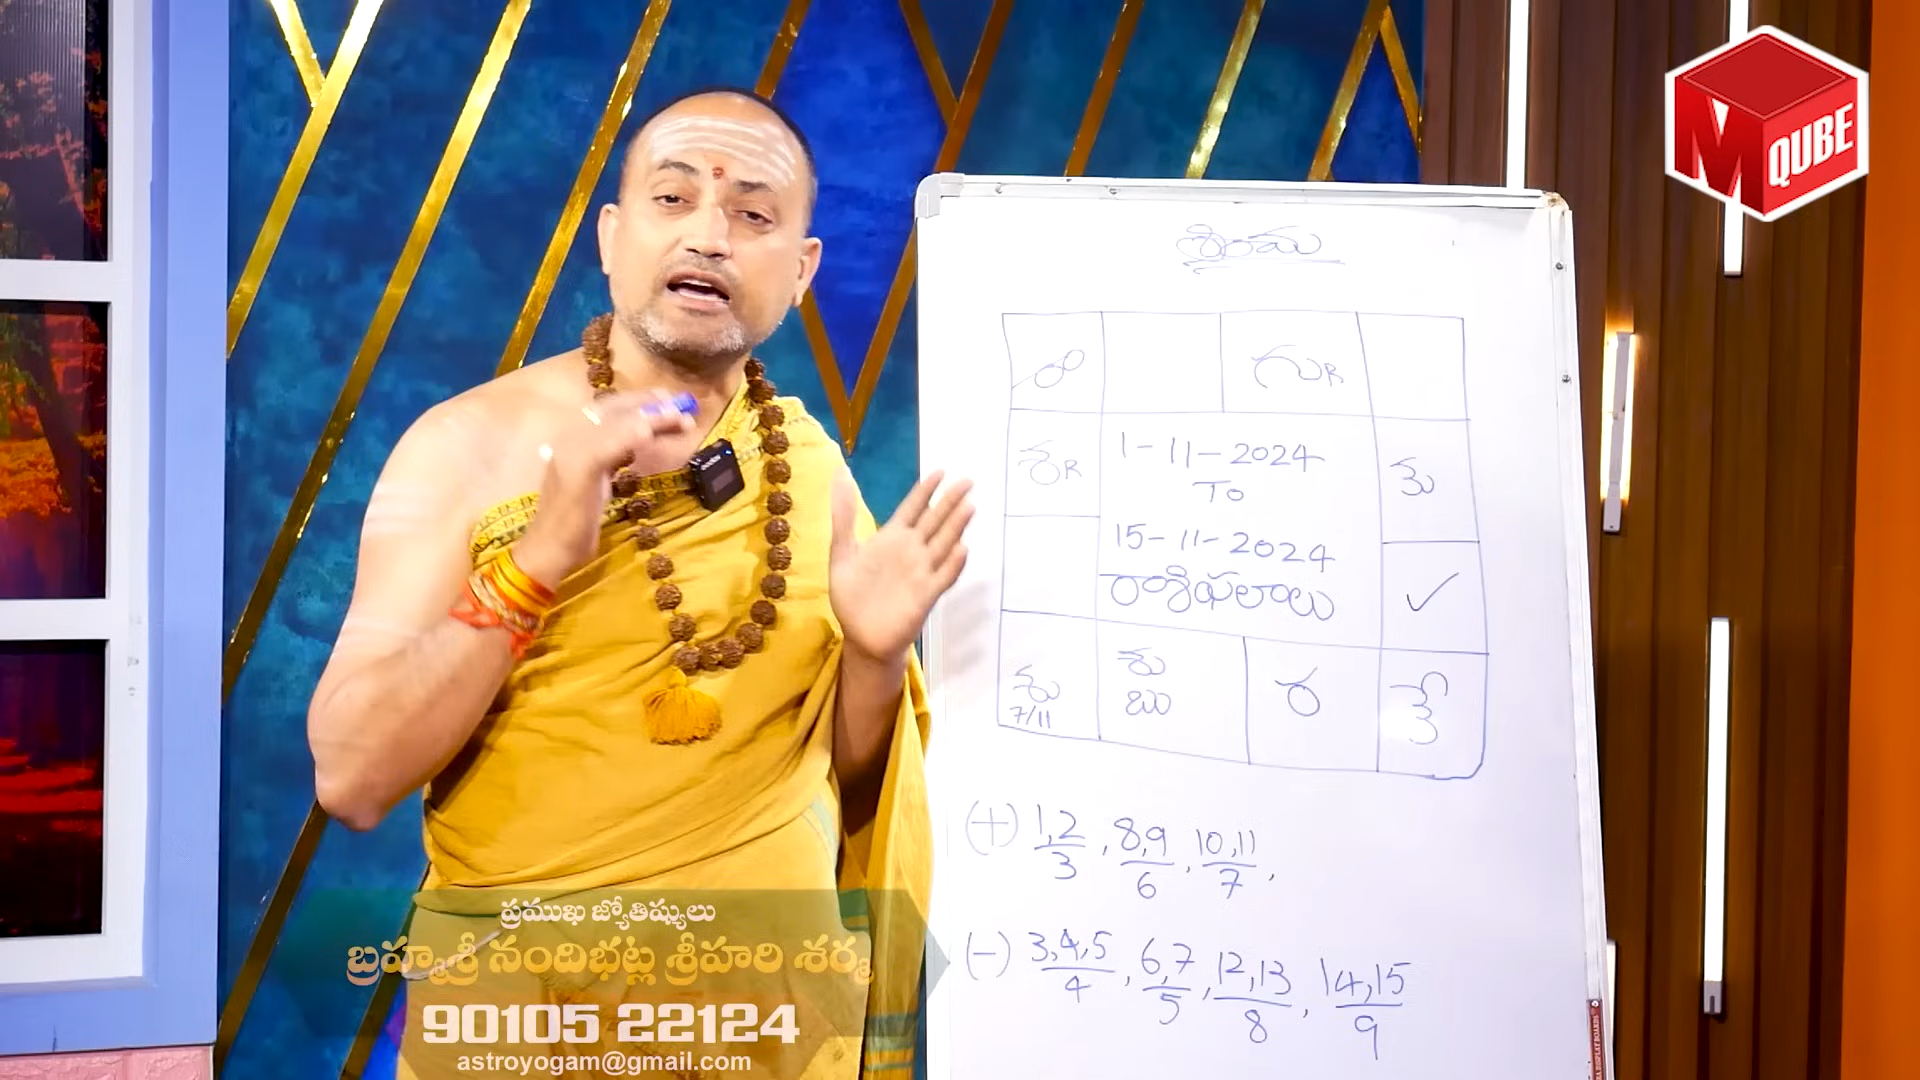 M QUBE
శ్రీరామ
రా
గు R
శ R
కు
1-11-2024
To
15-11-2024
రాశిఫలాలు
✓
శు
7/11
శు
బు
ర
కే
(+) 1,2/3, 8,9/6, 10,11/7,
(-) 3,4,5/4, 6,7/5, 12,13/8, 14,15/9
ప్రముఖ జ్యోతిష్యులు
బ్రహ్మశ్రీ నందిభట్ల శ్రీహరి శర్మ
90105 22124
astroyogam@gmail.com